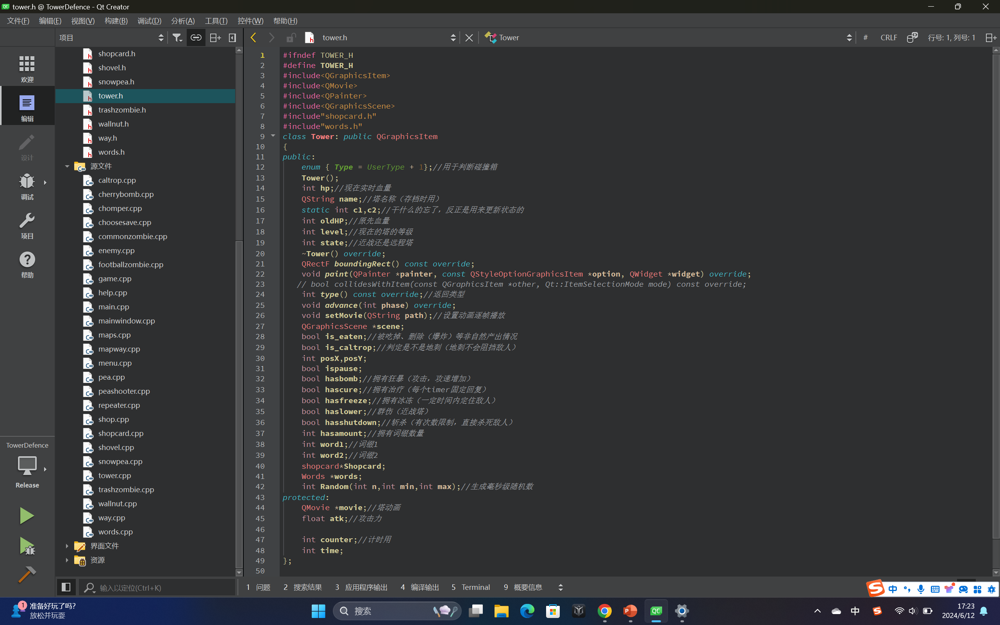 tower.h @ TowerDefence - Qt Creator
文件(F) 编辑(E) 视图(V) 构建(B) 调试(D) 分析(A) 工具(T) 控件(W) 帮助(H)
项目
tower.h
Tower
# CRLF 行号: 1, 列号: 1
欢迎
编辑
设计
调试
项目
帮助
TowerDefence
Release
shopcard.h
shovel.h
snowpea.h
tower.h
trashzombie.h
wallnut.h
way.h
words.h
源文件
caltrop.cpp
cherrybomb.cpp
chomper.cpp
choosesave.cpp
commonzombie.cpp
enemy.cpp
footballzombie.cpp
game.cpp
help.cpp
main.cpp
mainwindow.cpp
maps.cpp
mapway.cpp
menu.cpp
pea.cpp
peashooter.cpp
repeater.cpp
shop.cpp
shopcard.cpp
shovel.cpp
snowpea.cpp
tower.cpp
trashzombie.cpp
wallnut.cpp
way.cpp
words.cpp
界面文件
资源
1 #ifndef TOWER_H
2 #define TOWER_H
3 #include<QGraphicsItem>
4 #include<QMovie>
5 #include<QPainter>
6 #include<QGraphicsScene>
7 #include"shopcard.h"
8 #include"words.h"
9 class Tower: public QGraphicsItem
10 {
11 public:
12 enum { Type = UserType + 1};//用于判断碰撞箱
13 Tower();
14 int hp;//现在实时血量
15 QString name;//塔名称（存档时用）
16 static int c1,c2;//干什么的忘了，反正是用来更新状态的
17 int oldHP;//原先血量
18 int level;//现在的塔的等级
19 int state;//近战还是远程塔
20 ~Tower() override;
21 QRectF boundingRect() const override;
22 void paint(QPainter *painter, const QStyleOptionGraphicsItem *option, QWidget *widget) override;
23 // bool collidesWithItem(const QGraphicsItem *other, Qt::ItemSelectionMode mode) const override;
24 int type() const override;//返回类型
25 void advance(int phase) override;
26 void setMovie(QString path);//设置动画逐帧播放
27 QGraphicsScene *scene;
28 bool is_eaten;//被吃掉、删除（爆炸）等非自然产出情况
29 bool is_caltrop;//判定是不是地刺（地刺不会阻挡敌人）
30 int posX,posY;
31 bool ispause;
32 bool hasbomb;//拥有狂暴（攻击，攻速增加）
33 bool hascure;//拥有治疗（每个timer固定回复）
34 bool hasfreeze;//拥有冰冻（一定时间内定住敌人）
35 bool haslower;//群伤（近战塔）
36 bool hasshutdown;//斩杀（有次数限制，直接杀死敌人）
37 int hasamount;//拥有词缀数量
38 int word1;//词缀1
39 int word2;//词缀2
40 shopcard*Shopcard;
41 Words *words;
42 int Random(int n,int min,int max);//生成毫秒级随机数
43 protected:
44 QMovie *movie;//塔动画
45 float atk;//攻击力
46
47 int counter;//计时用
48 int time;
49 };
50
输入以定位(Ctrl+K)
1 问题 2 搜索结果 3 应用程序输出 4 编译输出 5 Terminal 9 概要信息
中
1
准备好玩了吗?
放松并玩耍
搜索
中
17:23
2024/6/12